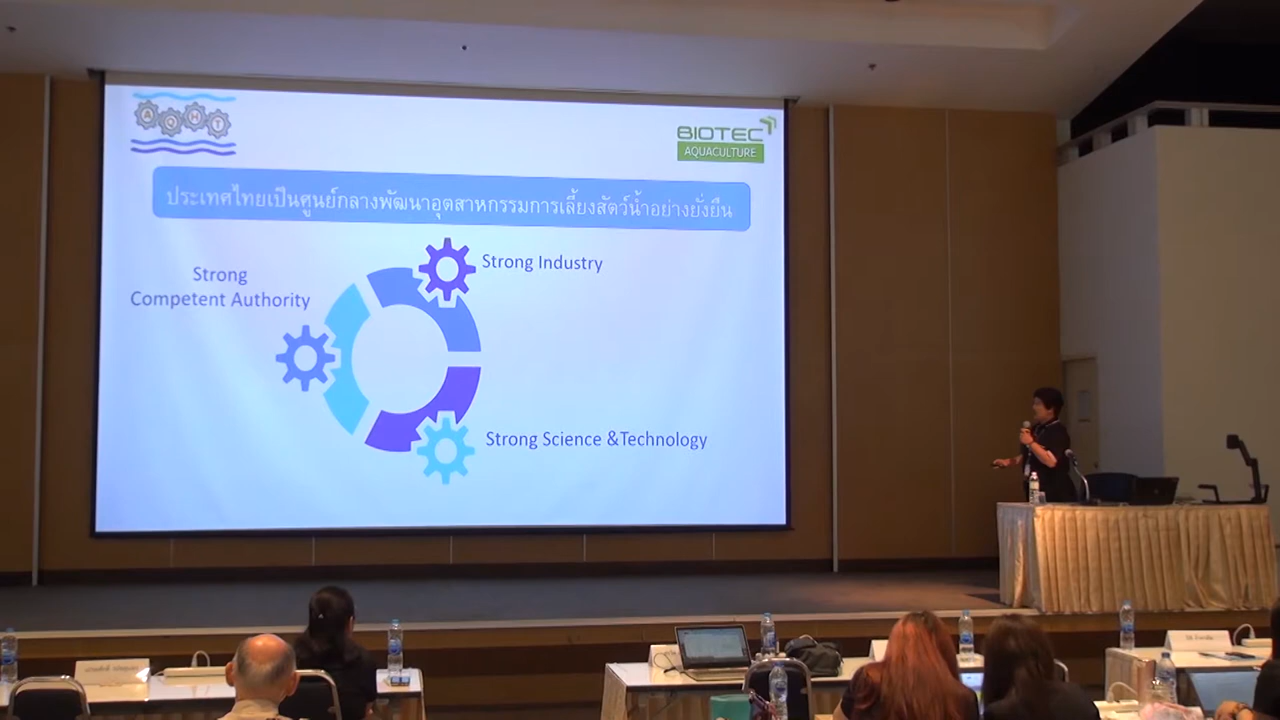 A Q H T
BIOTEC
AQUACULTURE
ประเทศไทยเป็นศูนย์กลางพัฒนาอุตสาหกรรมการเลี้ยงสัตว์น้ำอย่างยั่งยืน
Strong Industry
Strong
Competent Authority
Strong Science &Technology